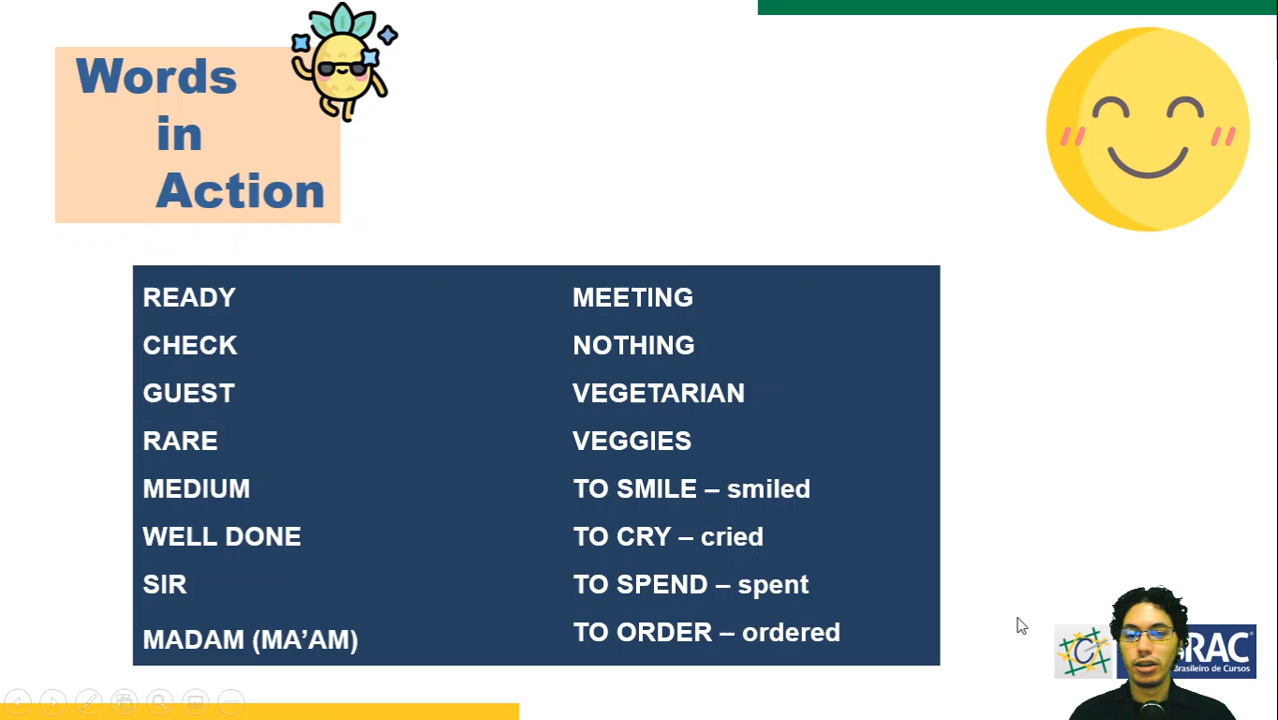 Words
in
Action
READY
CHECK
GUEST
RARE
MEDIUM
WELL DONE
SIR
MADAM (MA'AM)
MEETING
NOTHING
VEGETARIAN
VEGGIES
TO SMILE – smiled
TO CRY – cried
TO SPEND – spent
TO ORDER – ordered
Brasileiro de Cursos